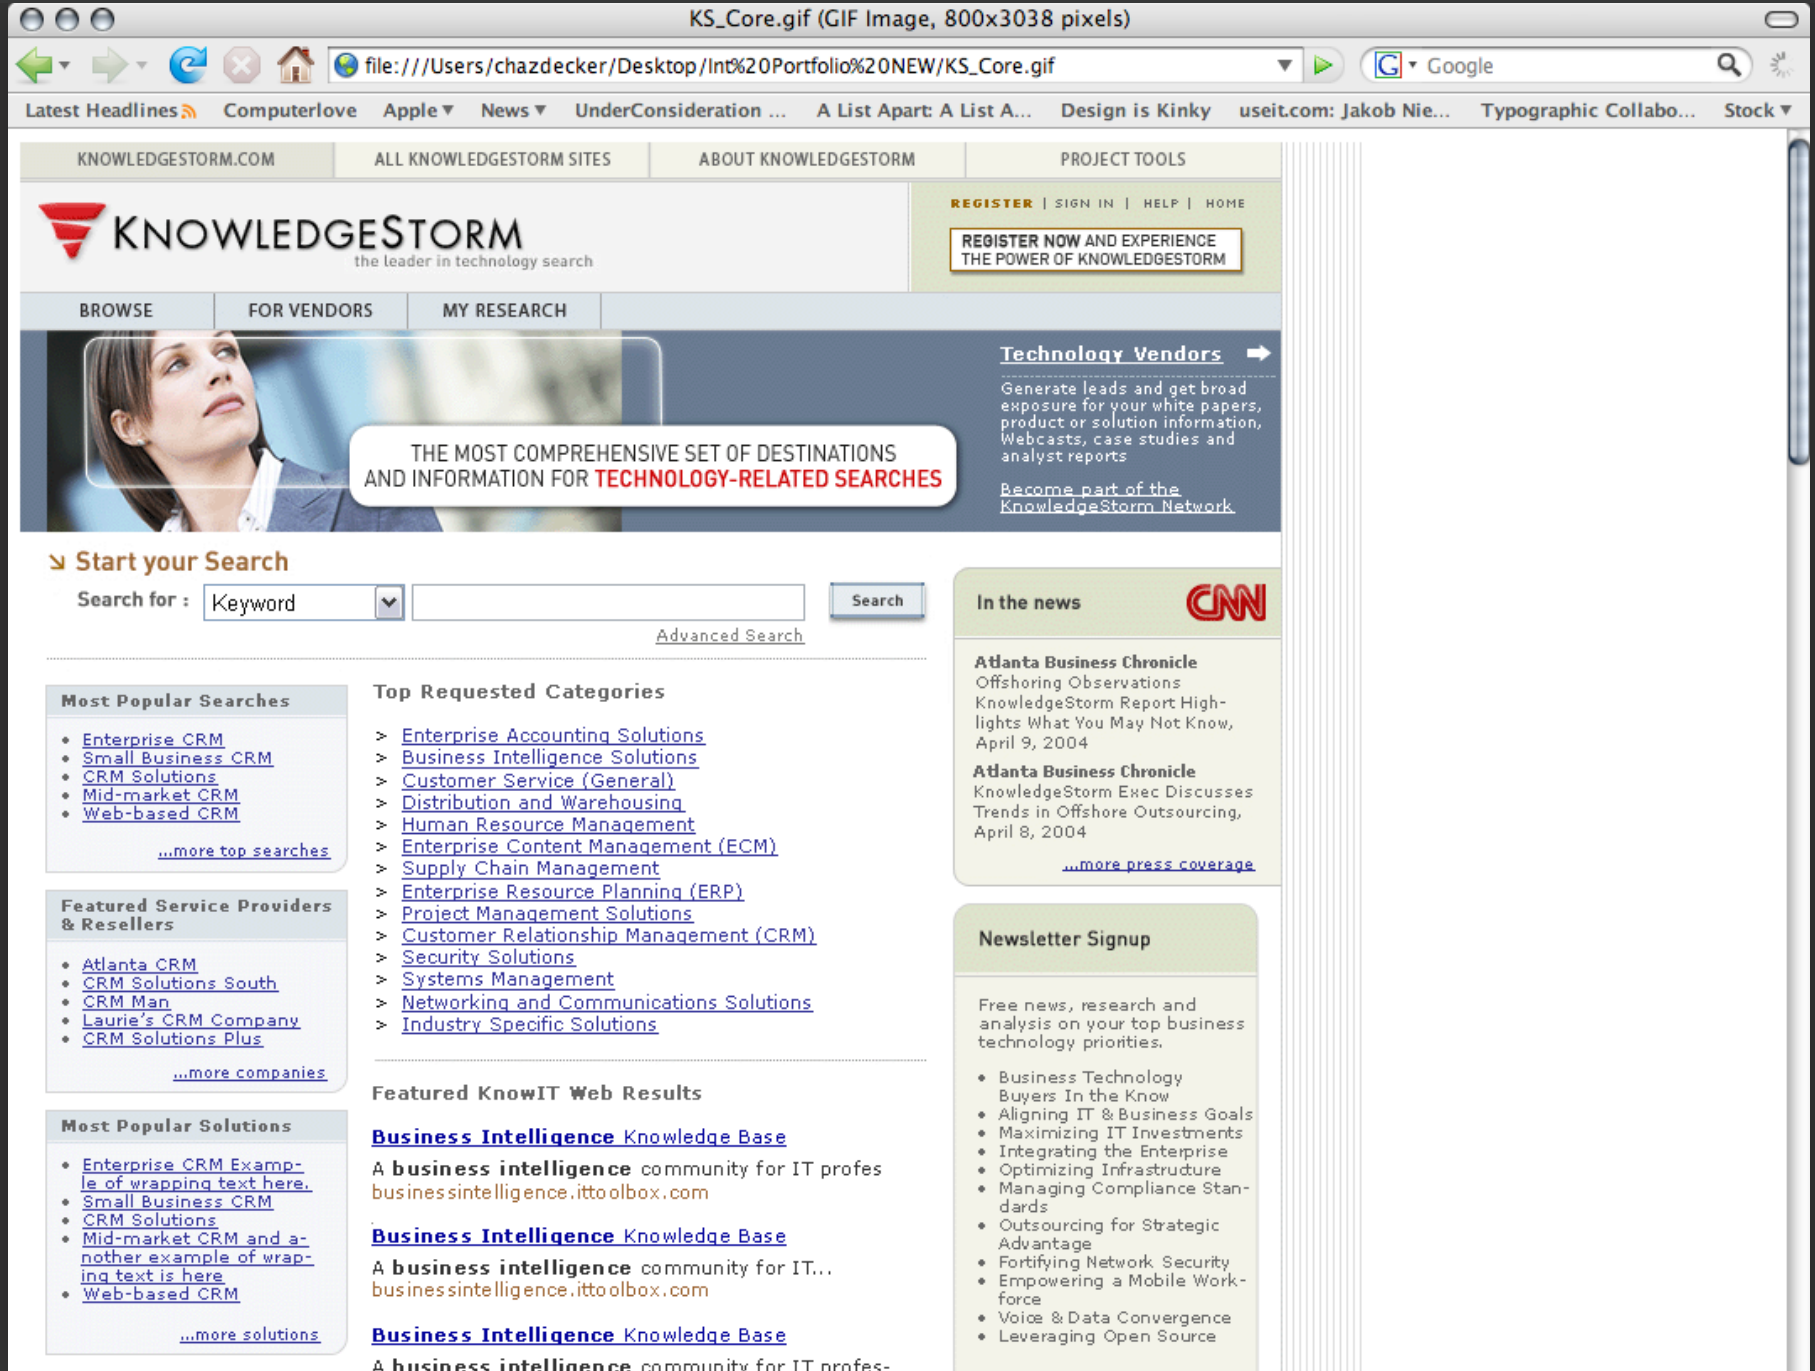 KS_Core.gif (GIF Image, 800x3038 pixels)
file:///Users/chazdecker/Desktop/Int%20Portfolio%20NEW/KS_Core.gif
G Google
Latest Headlines Computerlove Apple News UnderConsideration ... A List Apart: A List A... Design is Kinky useit.com: Jakob Nie... Typographic Collabo... Stock
KNOWLEDGESTORM.COM ALL KNOWLEDGESTORM SITES ABOUT KNOWLEDGESTORM PROJECT TOOLS
KNOWLEDGESTORM
the leader in technology search
REGISTER | SIGN IN | HELP | HOME
REGISTER NOW AND EXPERIENCE
THE POWER OF KNOWLEDGESTORM
BROWSE FOR VENDORS MY RESEARCH
THE MOST COMPREHENSIVE SET OF DESTINATIONS
AND INFORMATION FOR TECHNOLOGY-RELATED SEARCHES
Technology Vendors
Generate leads and get broad
exposure for your white papers,
product or solution information,
Webcasts, case studies and
analyst reports
Become part of the
KnowledgeStorm Network
Start your Search
Search for : Keyword Search
Advanced Search
Most Popular Searches
• Enterprise CRM
• Small Business CRM
• CRM Solutions
• Mid-market CRM
• Web-based CRM
...more top searches
Featured Service Providers
& Resellers
• Atlanta CRM
• CRM Solutions South
• CRM Man
• Laurie's CRM Company
• CRM Solutions Plus
...more companies
Most Popular Solutions
• Enterprise CRM Examp-
le of wrapping text here.
• Small Business CRM
• CRM Solutions
• Mid-market CRM and a-
nother example of wrap-
ing text is here
• Web-based CRM
...more solutions
Top Requested Categories
> Enterprise Accounting Solutions
> Business Intelligence Solutions
> Customer Service (General)
> Distribution and Warehousing
> Human Resource Management
> Enterprise Content Management (ECM)
> Supply Chain Management
> Enterprise Resource Planning (ERP)
> Project Management Solutions
> Customer Relationship Management (CRM)
> Security Solutions
> Systems Management
> Networking and Communications Solutions
> Industry Specific Solutions
Featured KnowIT Web Results
Business Intelligence Knowledge Base
A business intelligence community for IT profes
businessintelligence.ittoolbox.com
Business Intelligence Knowledge Base
A business intelligence community for IT...
businessintelligence.ittoolbox.com
Business Intelligence Knowledge Base
A business intelligence community for IT profes-
In the news CNN
Atlanta Business Chronicle
Offshoring Observations
KnowledgeStorm Report High-
lights What You May Not Know,
April 9, 2004
Atlanta Business Chronicle
KnowledgeStorm Exec Discusses
Trends in Offshore Outsourcing,
April 8, 2004
...more press coverage
Newsletter Signup
Free news, research and
analysis on your top business
technology priorities.
• Business Technology
Buyers In the Know
• Aligning IT & Business Goals
• Maximizing IT Investments
• Integrating the Enterprise
• Optimizing Infrastructure
• Managing Compliance Stan-
dards
• Outsourcing for Strategic
Advantage
• Fortifying Network Security
• Empowering a Mobile Work-
force
• Voice & Data Convergence
• Leveraging Open Source